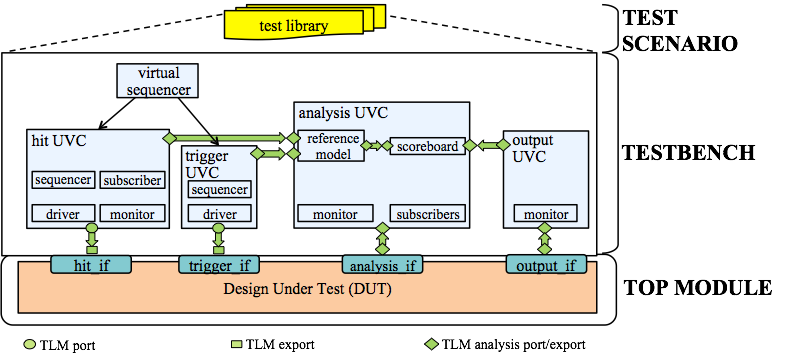 test library
TEST
SCENARIO
virtual
sequencer
hit UVC
sequencer
subscriber
driver
monitor
trigger
UVC
sequencer
driver
analysis UVC
reference
model
scoreboard
monitor
subscribers
output
UVC
monitor
TESTBENCH
hit_if
trigger_if
analysis_if
output_if
Design Under Test (DUT)
TOP MODULE
TLM port
TLM export
TLM analysis port/export